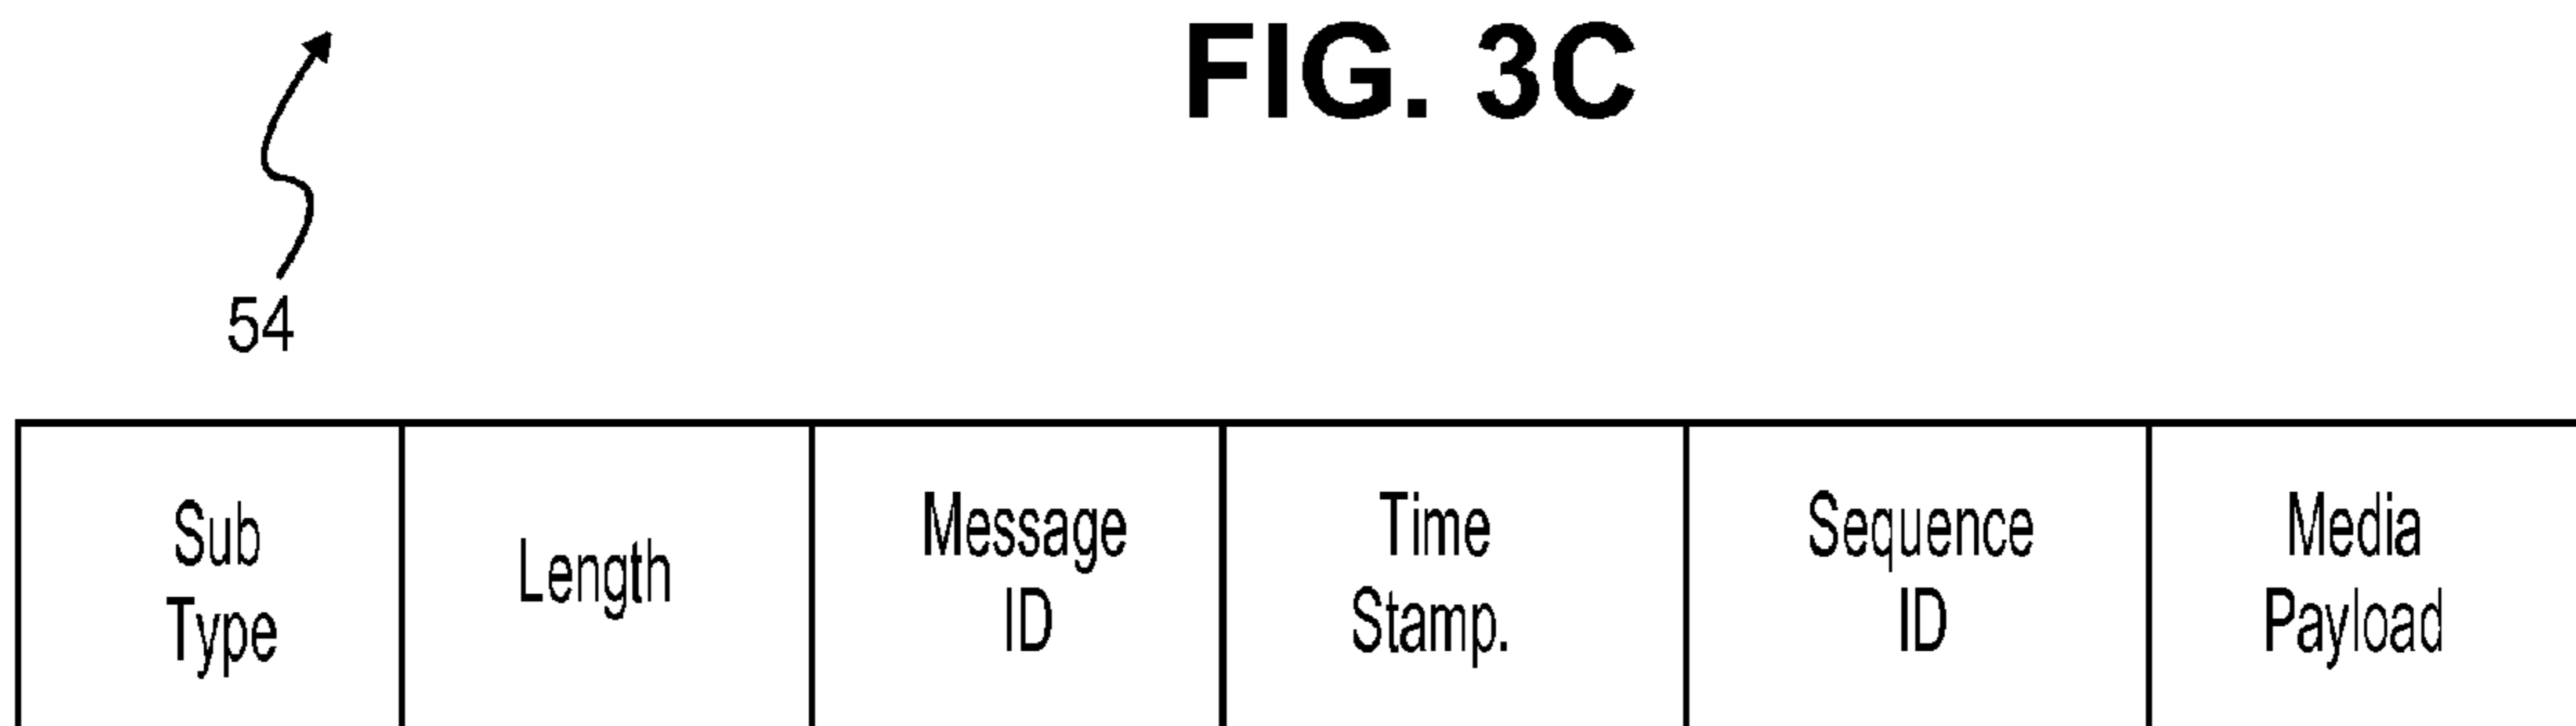 FIG. 3C
54
Sub
Type
Length
Message
ID
Time
Stamp.
Sequence
ID
Media
Payload